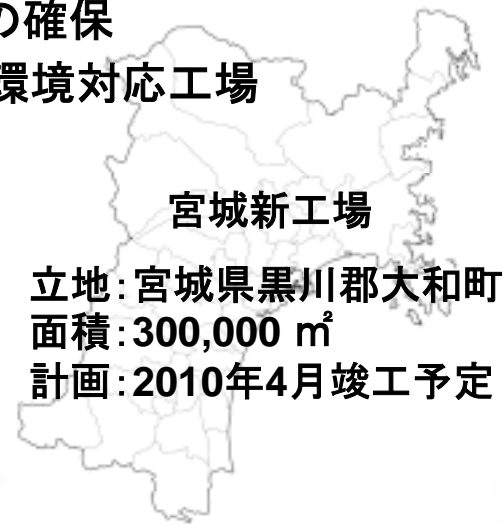 の確保
環境対応工場
宮城新工場
立地：宮城県黒川郡大和町
面積：300,000 ㎡
計画：2010年4月竣工予定